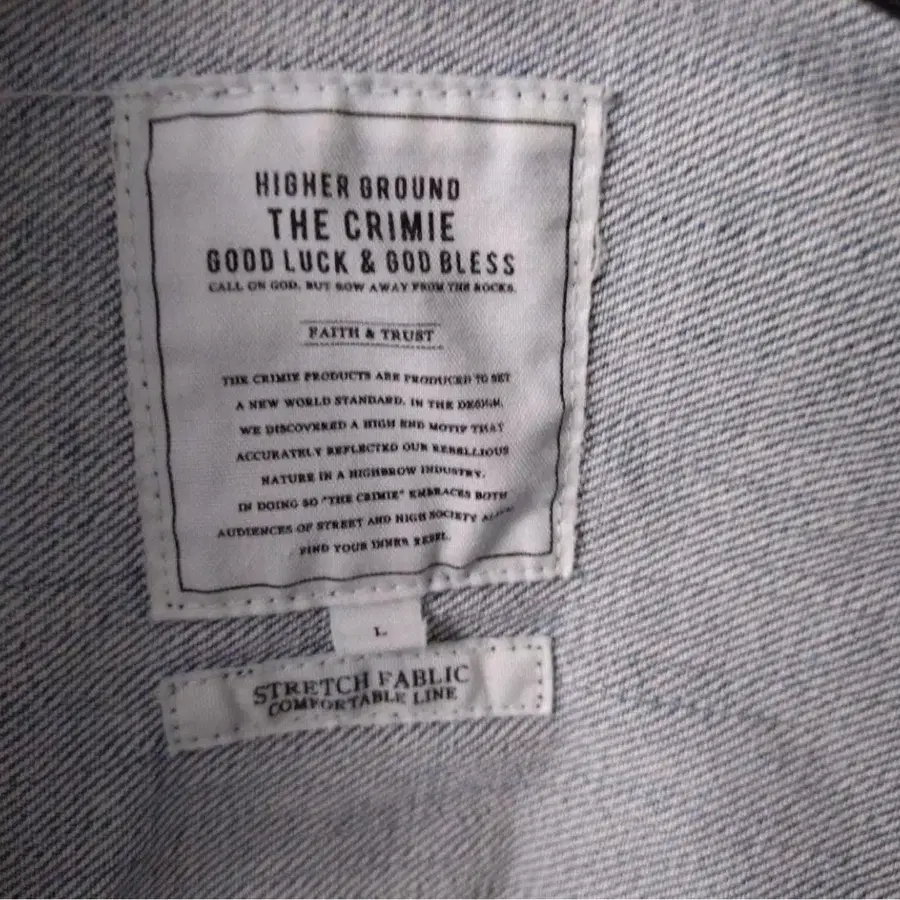 HIGHER GROUND
THE CRIMIE
GOOD LUCK & GOD BLESS
CALL ON GOD, BUT ROW AWAY FROM THE ROCKS.
FAITH & TRUST
THE CRIMIE PRODUCTS ARE PRODUCED TO SET
A NEW WORLD STANDARD. IN THE DESIGN,
WE DISCOVERED A HIGH END MOTIF THAT
ACCURATELY REFLECTED OUR REBELLIOUS
NATURE IN A HIGHBROW INDUSTRY.
IN DOING SO "THE CRIMIE" EMBRACES BOTH
AUDIENCES OF STREET AND HIGH SOCIETY
FIND YOUR INNER REBEL.
L
STRETCH FABLIC
COMFORTABLE LINE